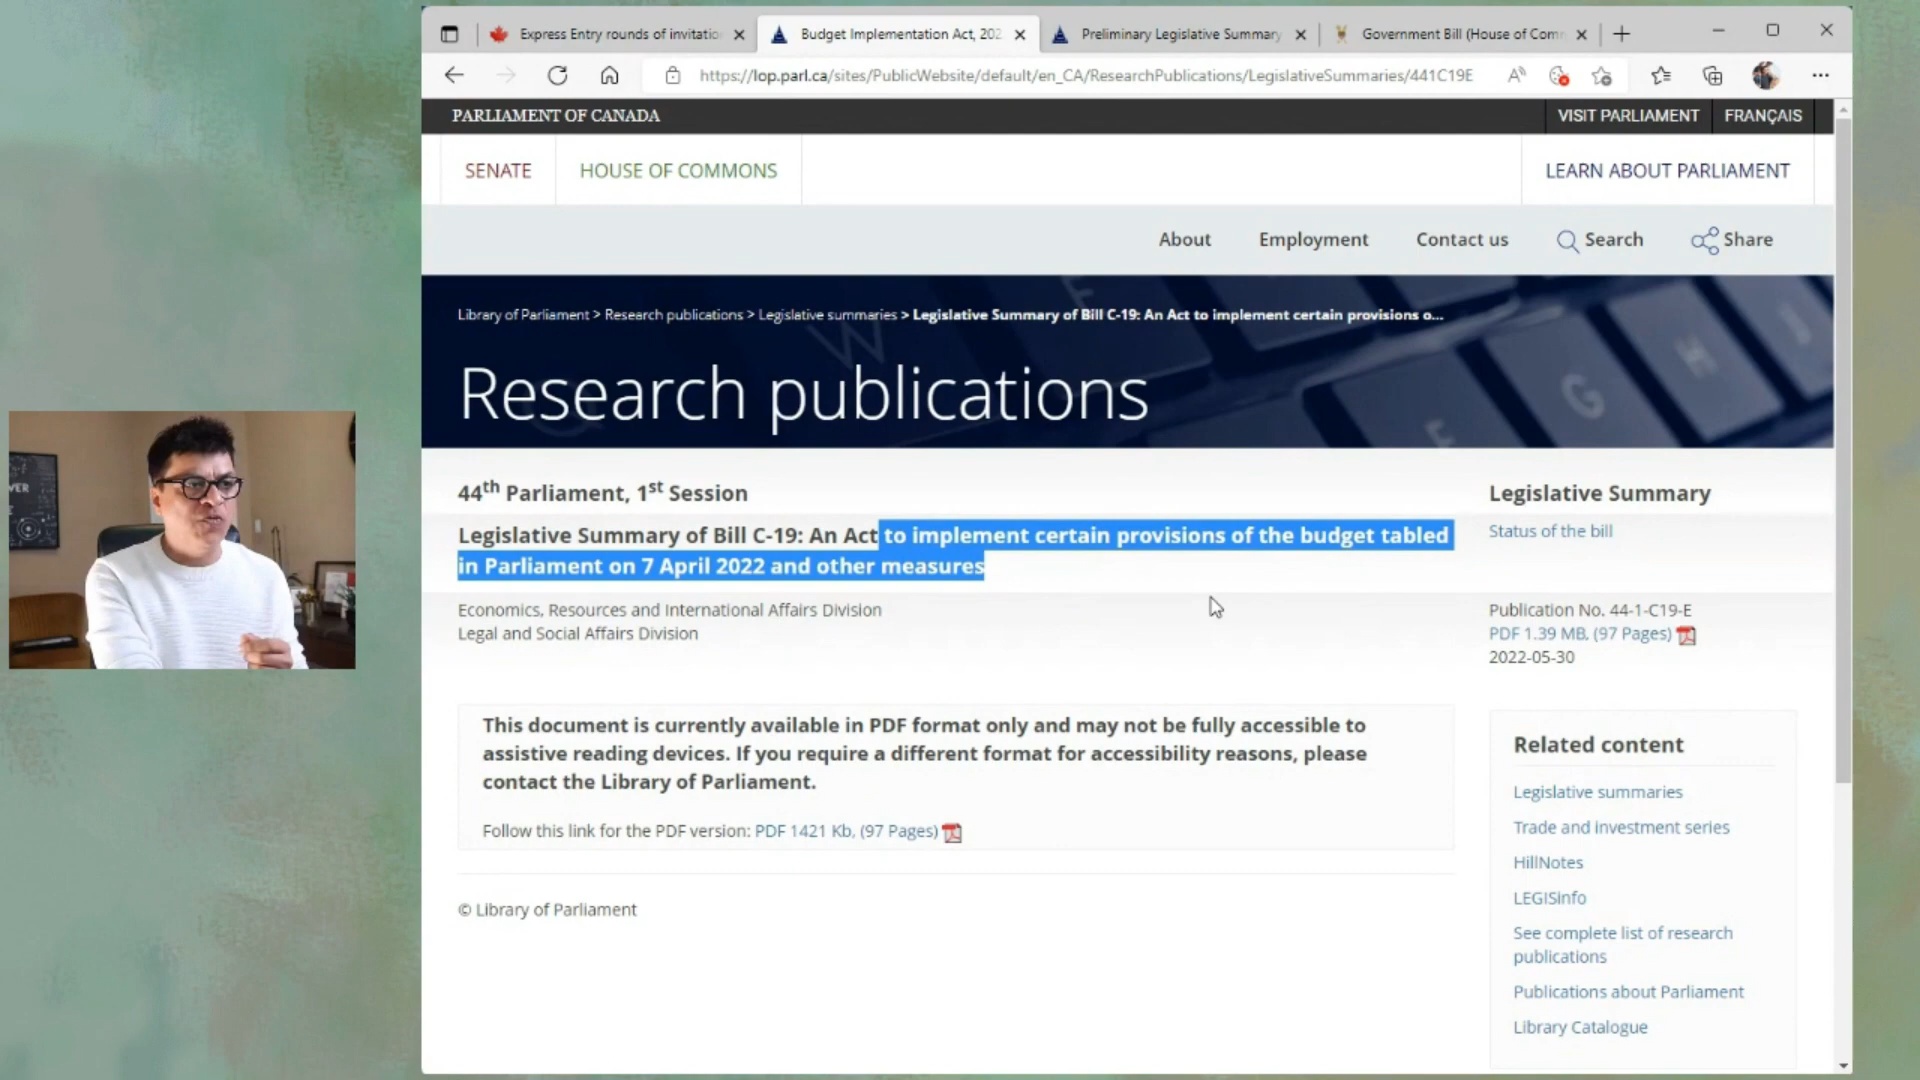 Express Entry rounds of invitatio
Budget Implementation Act, 202
Preliminary Legislative Summary
Government Bill (House of Com
https://lop.parl.ca/sites/PublicWebsite/default/en_CA/ResearchPublications/LegislativeSummaries/441C19E
PARLIAMENT OF CANADA
VISIT PARLIAMENT
FRANÇAIS
SENATE
HOUSE OF COMMONS
LEARN ABOUT PARLIAMENT
About
Employment
Contact us
Search
Share
Library of Parliament > Research publications > Legislative summaries > Legislative Summary of Bill C-19: An Act to implement certain provisions o...
Research publications
44th Parliament, 1st Session
Legislative Summary of Bill C-19: An Act to implement certain provisions of the budget tabled
in Parliament on 7 April 2022 and other measures
Economics, Resources and International Affairs Division
Legal and Social Affairs Division
This document is currently available in PDF format only and may not be fully accessible to
assistive reading devices. If you require a different format for accessibility reasons, please
contact the Library of Parliament.
Follow this link for the PDF version: PDF 1421 Kb, (97 Pages)
© Library of Parliament
Legislative Summary
Status of the bill
Publication No. 44-1-C19-E
PDF 1.39 MB, (97 Pages)
2022-05-30
Related content
Legislative summaries
Trade and investment series
HillNotes
LEGISinfo
See complete list of research
publications
Publications about Parliament
Library Catalogue